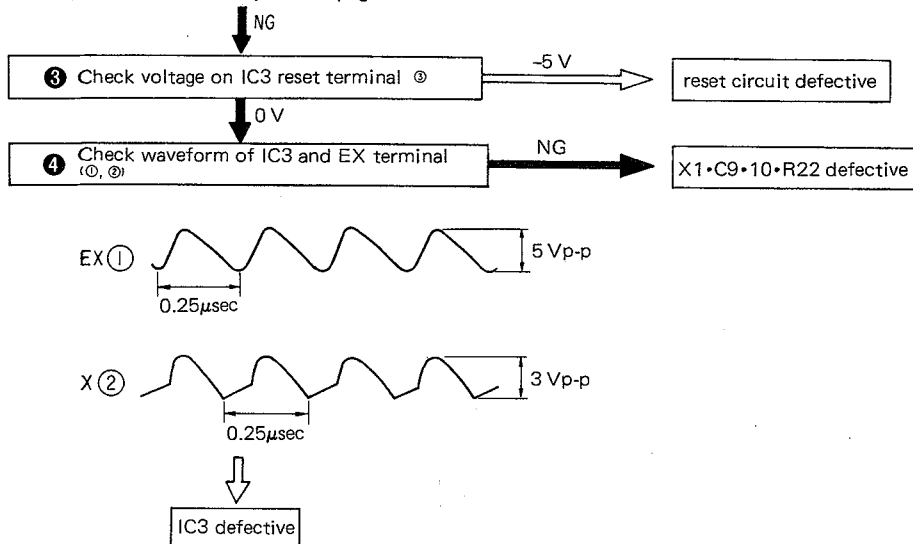 NG
❸ Check voltage on IC3 reset terminal ③
-5 V
reset circuit defective
0 V
❹ Check waveform of IC3 and EX terminal
(①, ②)
NG
X1•C9•10•R22 defective
EX①
5 Vp-p
0.25μsec
X②
3 Vp-p
0.25μsec
IC3 defective